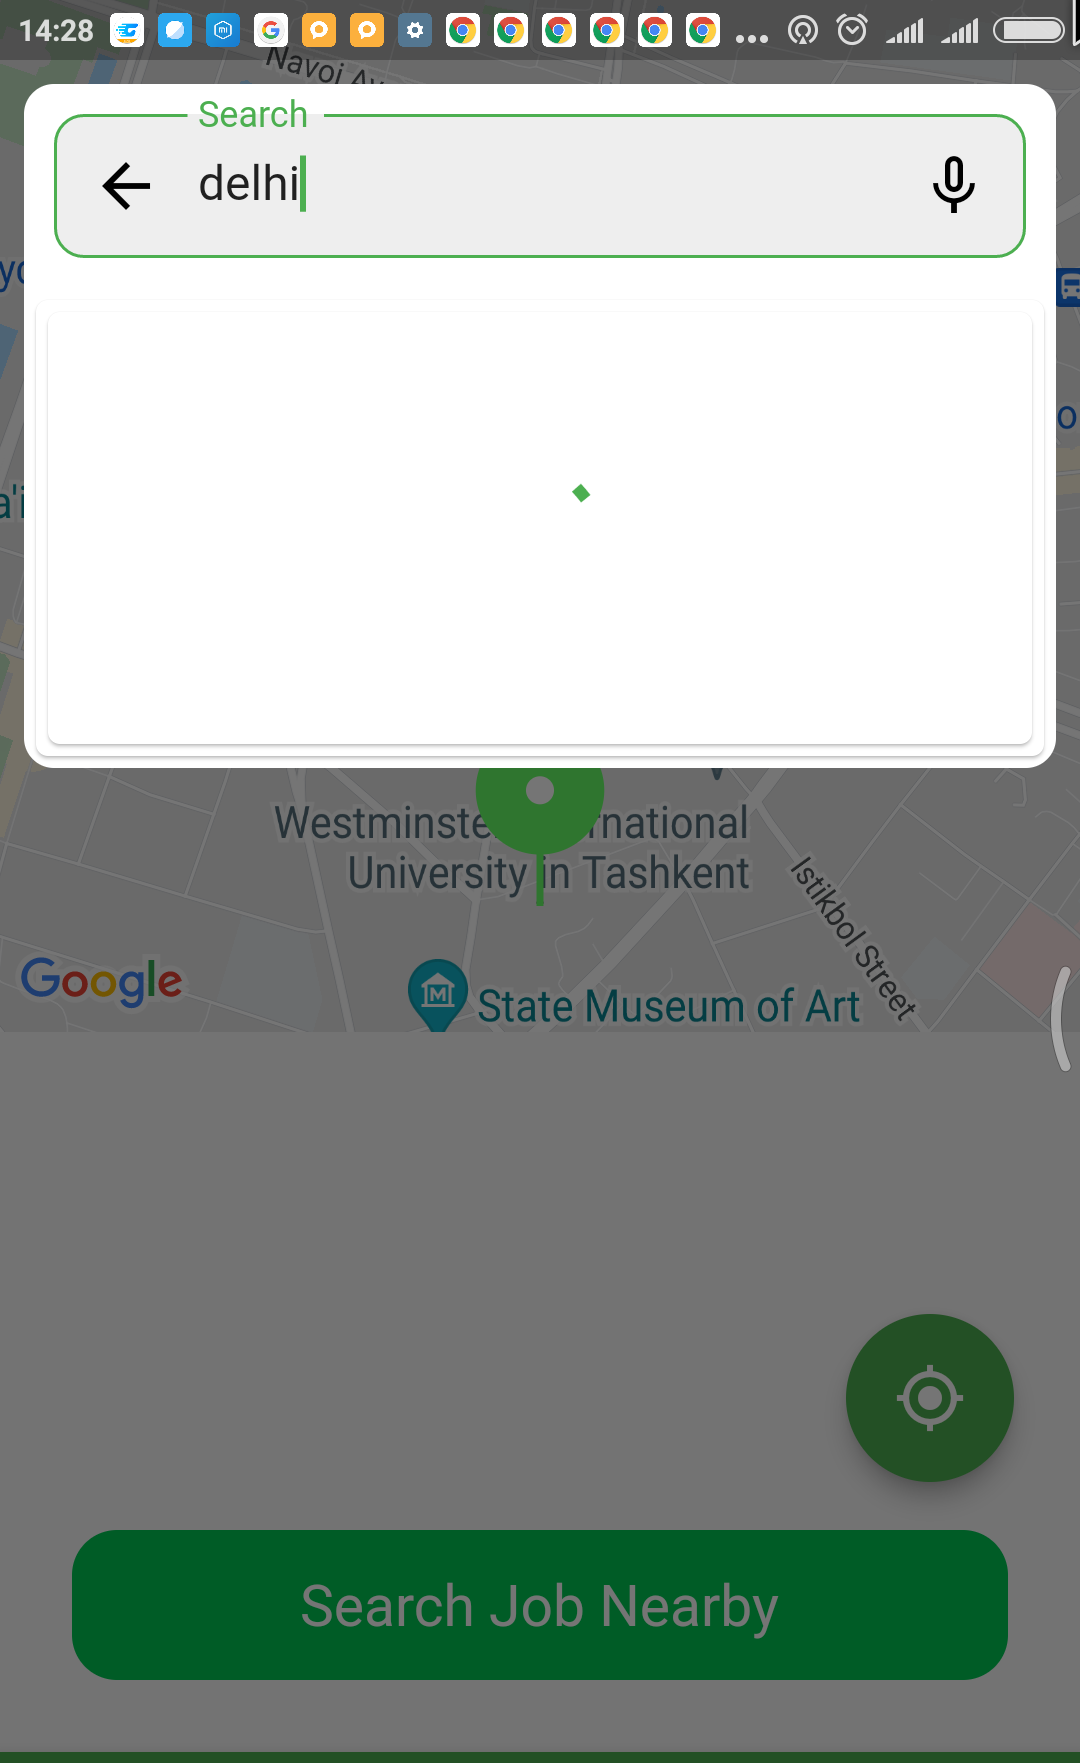 14:28
Navoi Av
Search
delhi
a'i
Westminste rnational
University in Tashkent
Istikbol Street
Google
State Museum of Art
Search Job Nearby